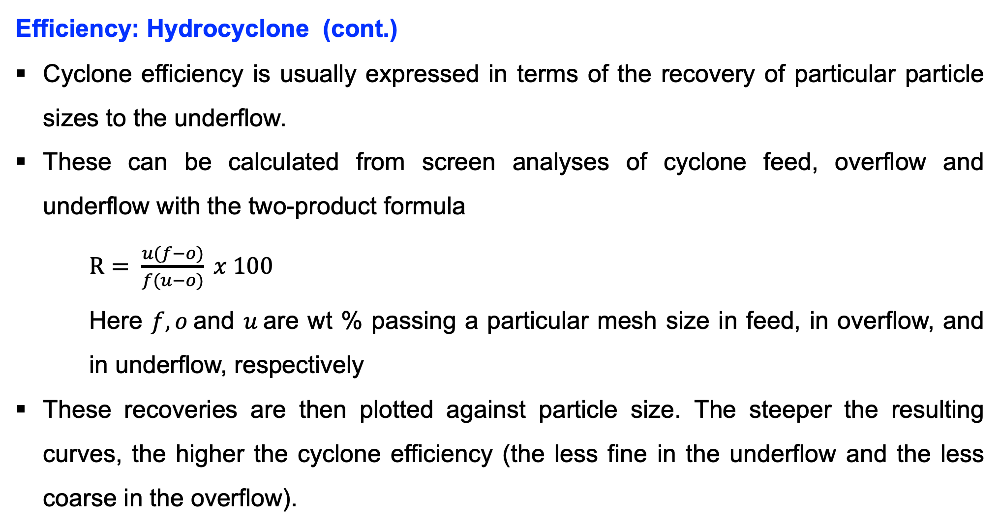 Efficiency: Hydrocyclone (cont.)
▪ Cyclone efficiency is usually expressed in terms of the recovery of particular particle
sizes to the underflow.
▪ These can be calculated from screen analyses of cyclone feed, overflow and
underflow with the two-product formula
R = u(f−o)/f(u−o) x 100
Here f, o and u are wt % passing a particular mesh size in feed, in overflow, and
in underflow, respectively
▪ These recoveries are then plotted against particle size. The steeper the resulting
curves, the higher the cyclone efficiency (the less fine in the underflow and the less
coarse in the overflow).